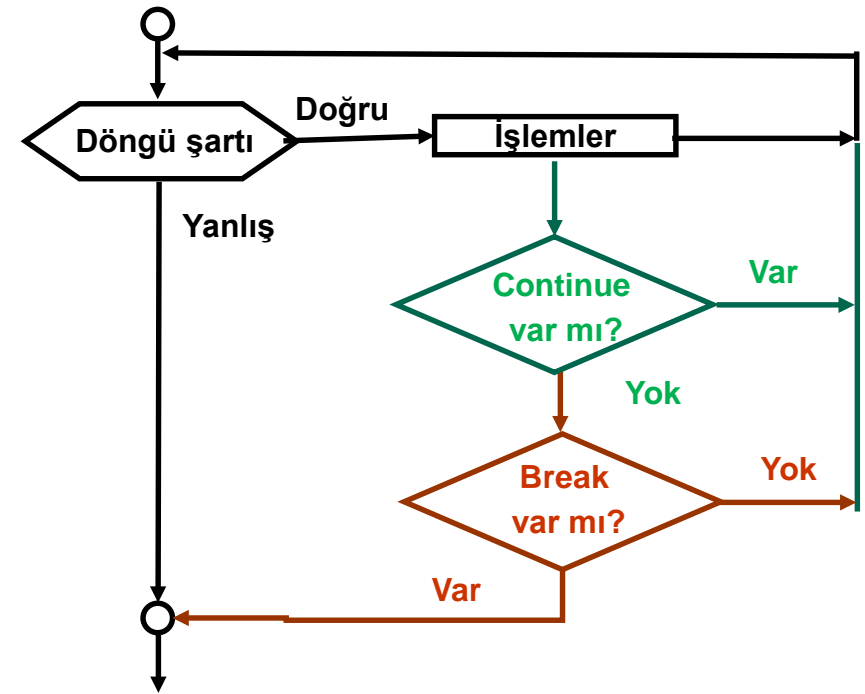 Doğru
Döngü şartı
İşlemler
Yanlış
Continue
var mı?
Var
Yok
Break
var mı?
Yok
Var